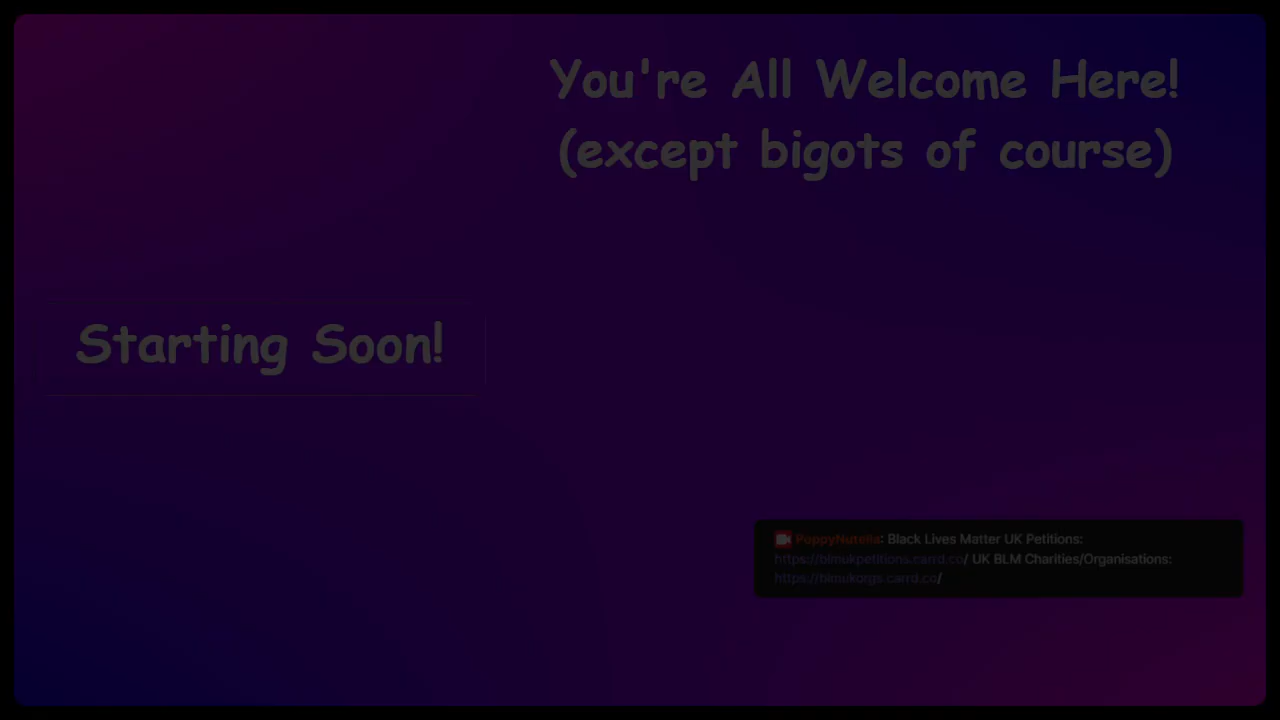 You're All Welcome Here!
(except bigots of course)
Starting Soon!
PoppyNutella: Black Lives Matter UK Petitions:
https://blmukpetitions.carrd.co/ UK BLM Charities/Organisations:
https://blmukorgs.carrd.co/